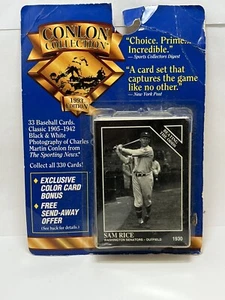 CONLON
COLLECTION
1993
EDITION
"Choice. Prime...
Incredible."
— Sports Collectors Digest
"A card set that
captures the game
like no other."
— New York Post
33 Baseball Cards.
Classic 1905-1942
Black & White
Photography of Charles
Martin Conlon from
The Sporting News®
Collect all 330 Cards!
• EXCLUSIVE
COLOR CARD
BONUS
• FREE
SEND-AWAY
OFFER
(See back for details.)
SAM RICE
WASHINGTON SENATORS – OUTFIELD
1930